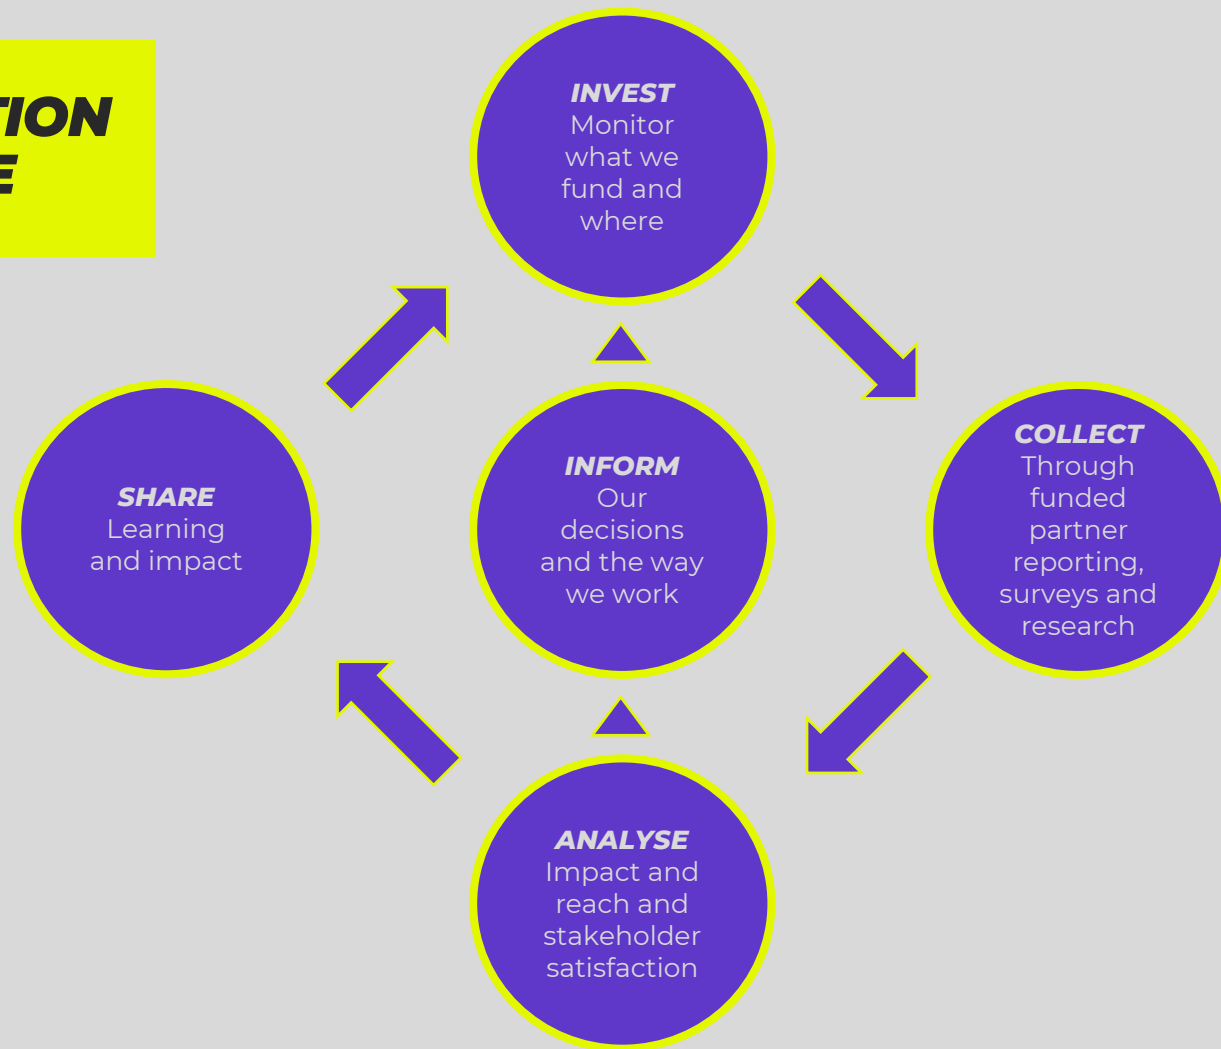 INVEST
Monitor
what we
fund and
where
SHARE
Learning
and impact
INFORM
Our
decisions
and the way
we work
COLLECT
Through
funded
partner
reporting,
surveys and
research
ANALYSE
Impact and
reach and
stakeholder
satisfaction